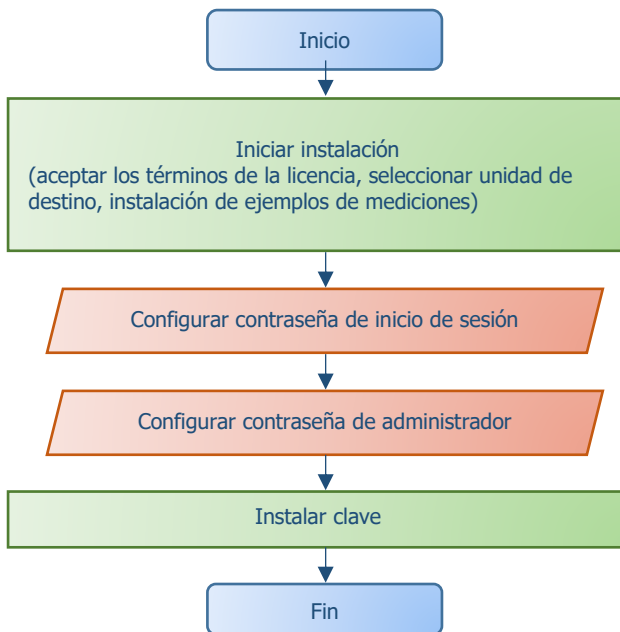 Inicio
Iniciar instalación
(aceptar los términos de la licencia, seleccionar unidad de
destino, instalación de ejemplos de mediciones)
Configurar contraseña de inicio de sesión
Configurar contraseña de administrador
Instalar clave
Fin